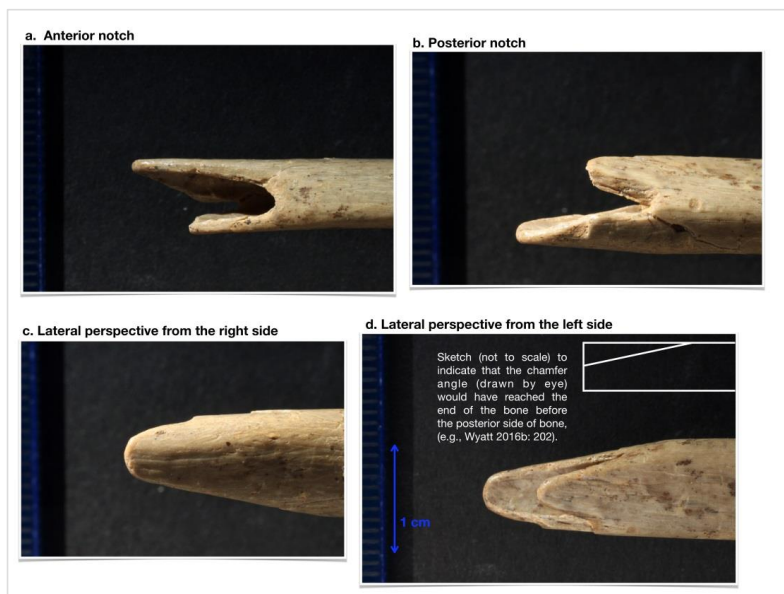 a. Anterior notch
b. Posterior notch
c. Lateral perspective from the right side
d. Lateral perspective from the left side
Sketch (not to scale) to
indicate that the chamfer
angle (drawn by eye)
would have reached the
end of the bone before
the posterior side of bone,
(e.g., Wyatt 2016b: 202).
1 cm